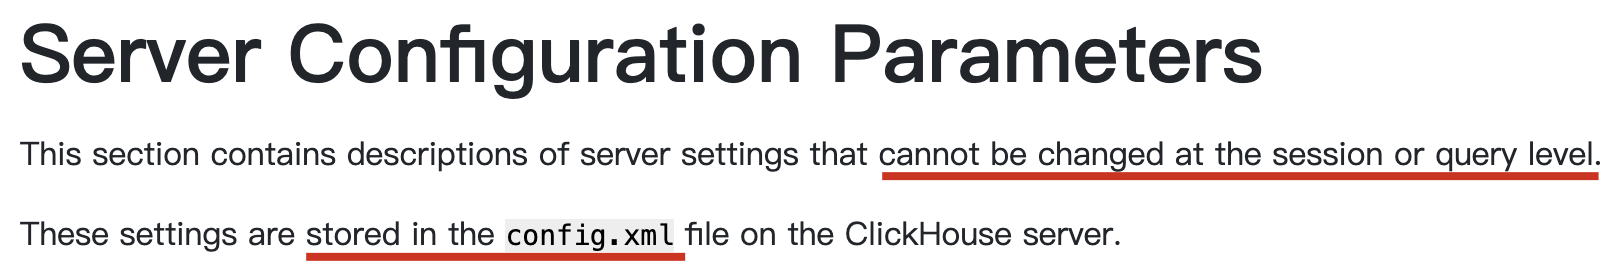 Server Configuration Parameters
This section contains descriptions of server settings that cannot be changed at the session or query level.
These settings are stored in the config.xml file on the ClickHouse server.